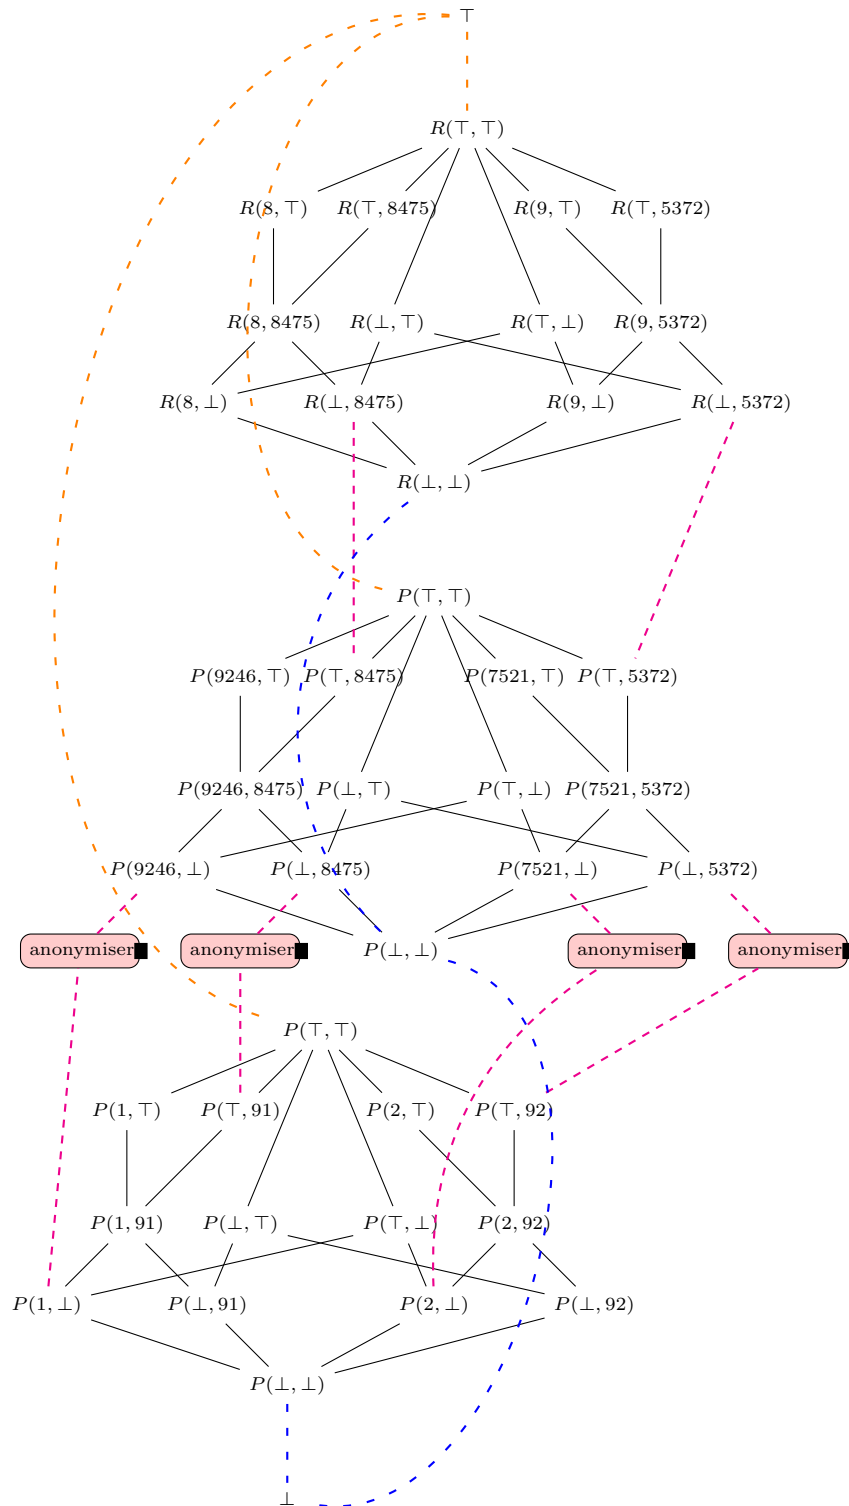 ⊤
R(⊤, ⊤)
R(8, ⊤) R(⊤, 8475) R(9, ⊤) R(⊤, 5372)
R(8, 8475) R(⊥, ⊤) R(⊤, ⊥) R(9, 5372)
R(8, ⊥) R(⊥, 8475) R(9, ⊥) R(⊥, 5372)
R(⊥, ⊥)
P(⊤, ⊤)
P(9246, ⊤) P(⊤, 8475) P(7521, ⊤) P(⊤, 5372)
P(9246, 8475) P(⊥, ⊤) P(⊤, ⊥) P(7521, 5372)
P(9246, ⊥) P(⊥, 8475) P(7521, ⊥) P(⊥, 5372)
anonymiser anonymiser P(⊥, ⊥) anonymiser anonymiser
P(⊤, ⊤)
P(1, ⊤) P(⊤, 91) P(2, ⊤) P(⊤, 92)
P(1, 91) P(⊥, ⊤) P(⊤, ⊥) P(2, 92)
P(1, ⊥) P(⊥, 91) P(2, ⊥) P(⊥, 92)
P(⊥, ⊥)
⊥